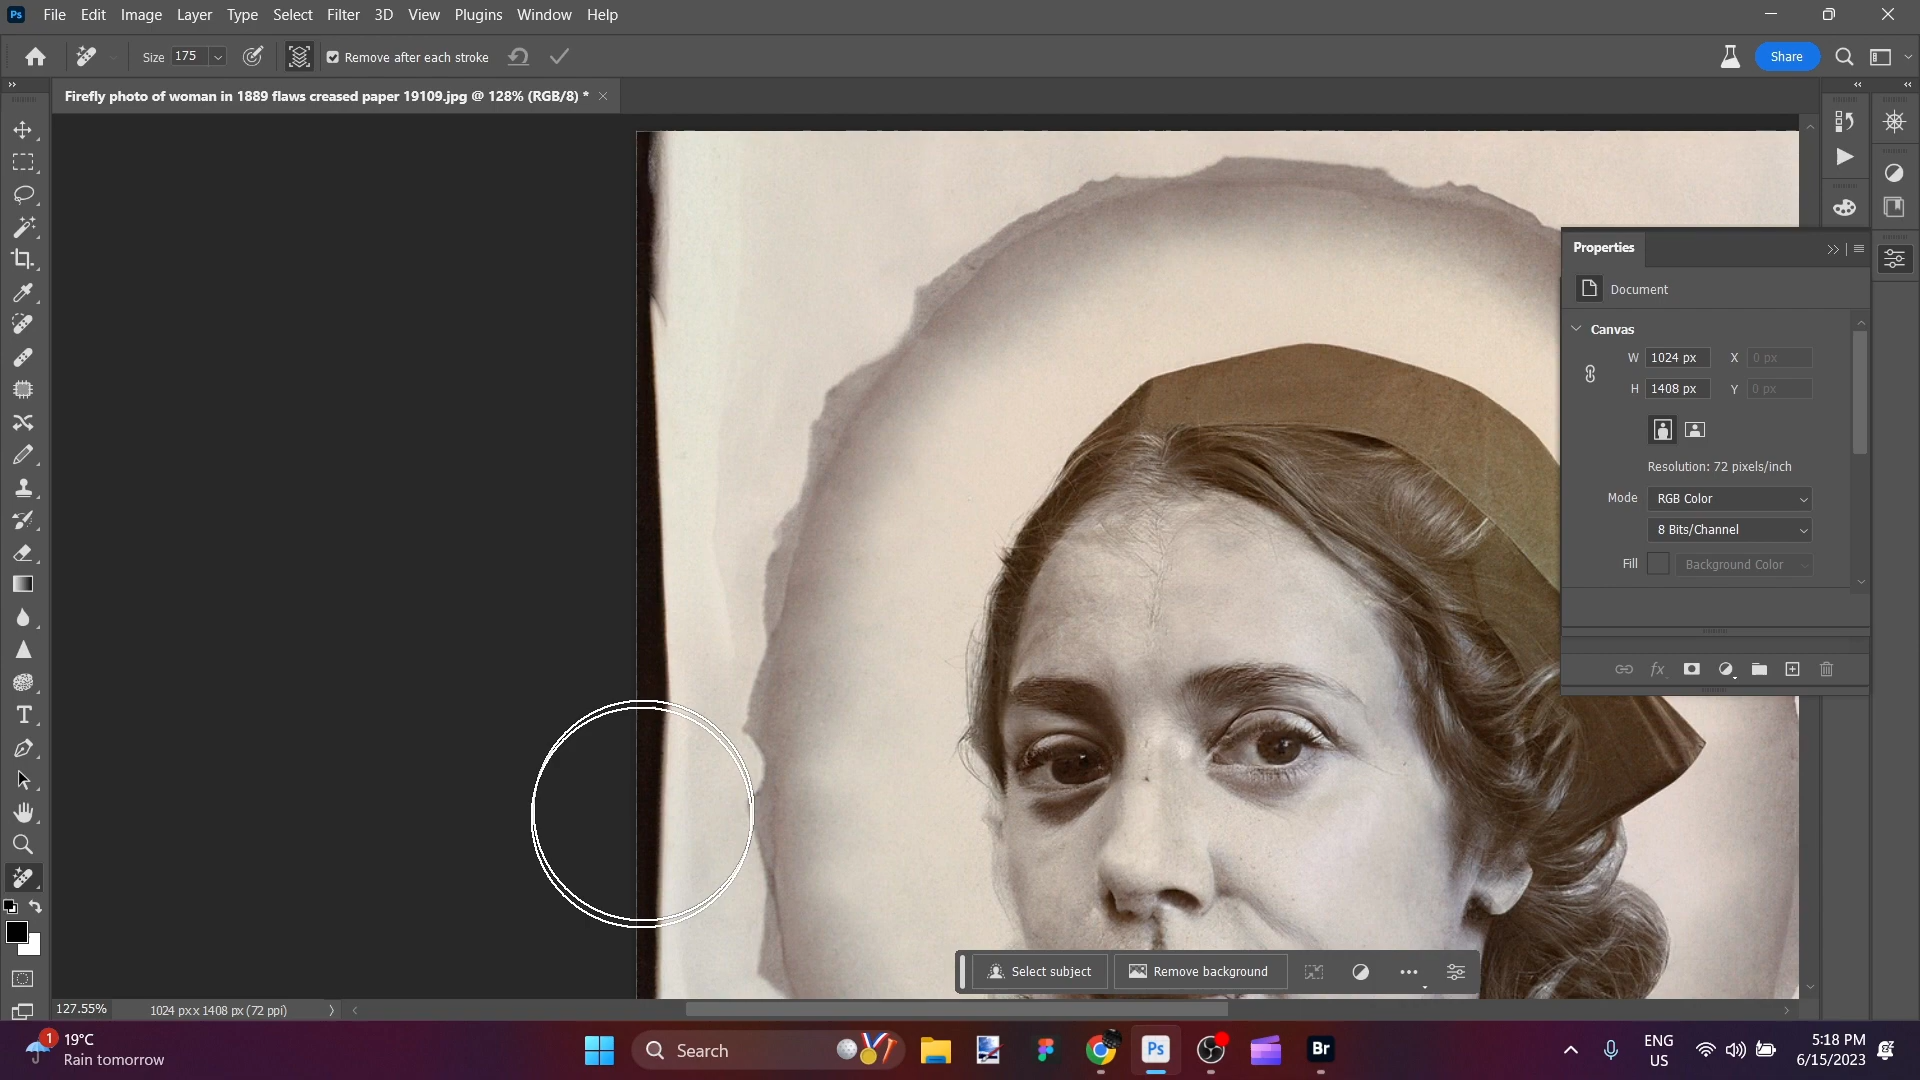 Ps File Edit Image Layer Type Select Filter 3D View Plugins Window Help
Size 175 Remove after each stroke Share
Firefly photo of woman in 1889 flaws creased paper 19109.jpg @ 128% (RGB/8) *
Properties
Document
Canvas
W 1024 px X 0 px
H 1408 px Y 0 px
Resolution: 72 pixels/inch
Mode RGB Color
8 Bits/Channel
Fill Background Color
fx
Select subject Remove background
127.55% 1024 px x 1408 px (72 ppi)
1 19°C
Rain tomorrow
Search
Ps
Br
ENG
US
5:18 PM
6/15/2023